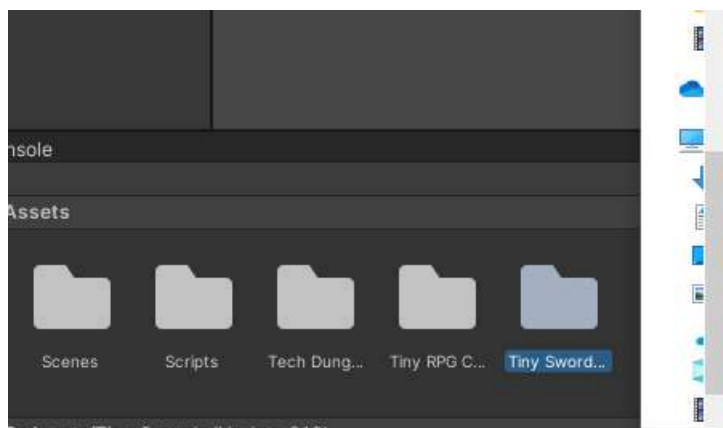 nsole
Assets
Scenes
Scripts
Tech Dung...
Tiny RPG C...
Tiny Sword...